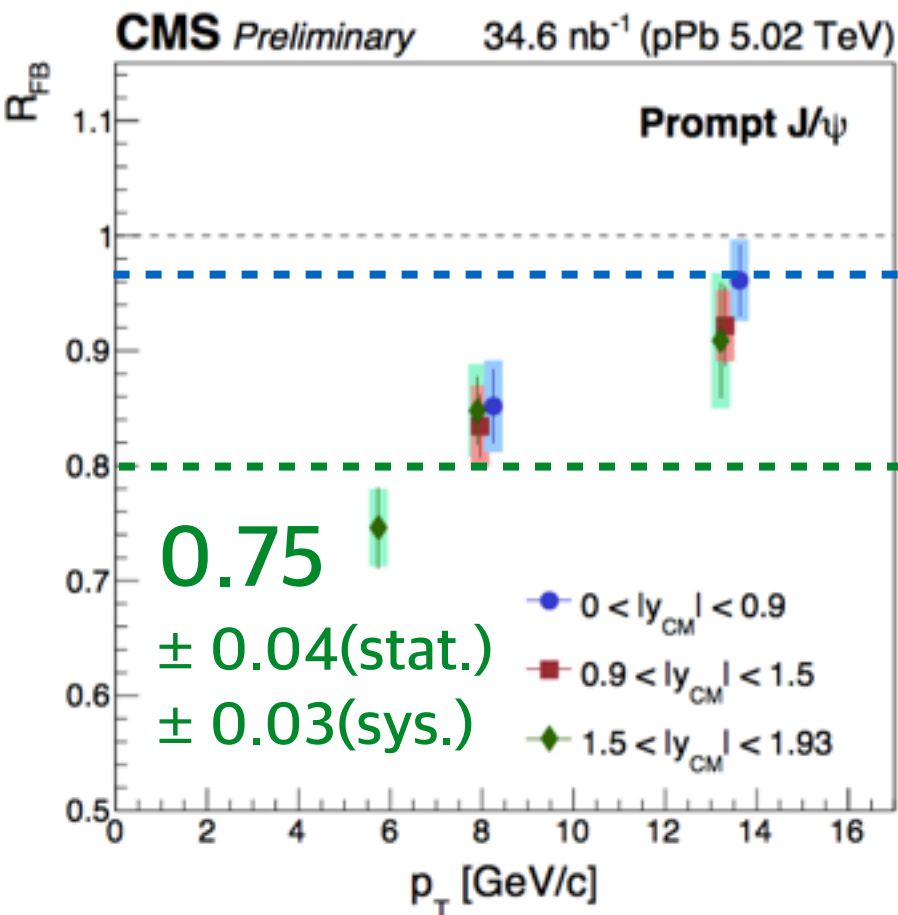 CMS Preliminary 34.6 nb⁻¹ (pPb 5.02 TeV)
R_FB
Prompt J/ψ
1.1
1
0.9
0.8
0.7
0.6
0.5
0.75
± 0.04(stat.)
± 0.03(sys.)
0 < |y_CM| < 0.9
0.9 < |y_CM| < 1.5
1.5 < |y_CM| < 1.93
0 2 4 6 8 10 12 14 16
p_T [GeV/c]